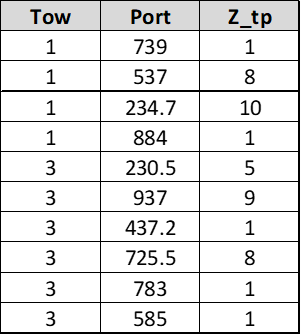 Tow Port Z_tp
1 739 1
1 537 8
1 234.7 10
1 884 1
3 230.5 5
3 937 9
3 437.2 1
3 725.5 8
3 783 1
3 585 1